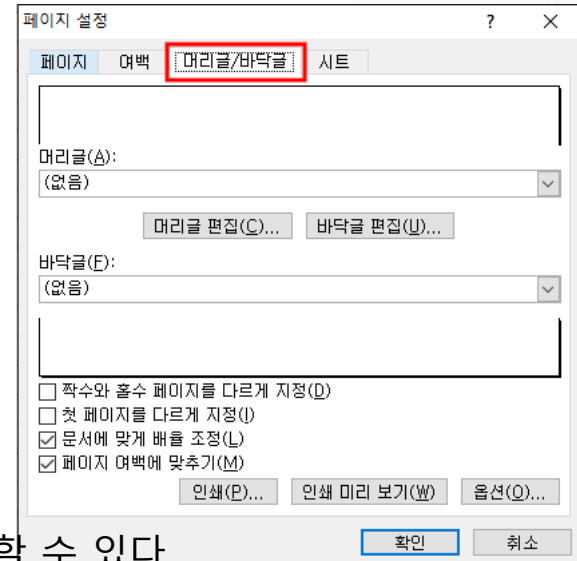 페이지 설정 ? ×
페이지 여백 머리글/바닥글 시트
머리글(A):
(없음)
머리글 편집(C)... 바닥글 편집(U)...
바닥글(F):
(없음)
짝수와 홀수 페이지를 다르게 지정(D)
첫 페이지를 다르게 지정(I)
문서에 맞게 배율 조정(L)
페이지 여백에 맞추기(M)
인쇄(P)... 인쇄 미리 보기(W) 옵션(O)...
확인 취소
할 수 있다